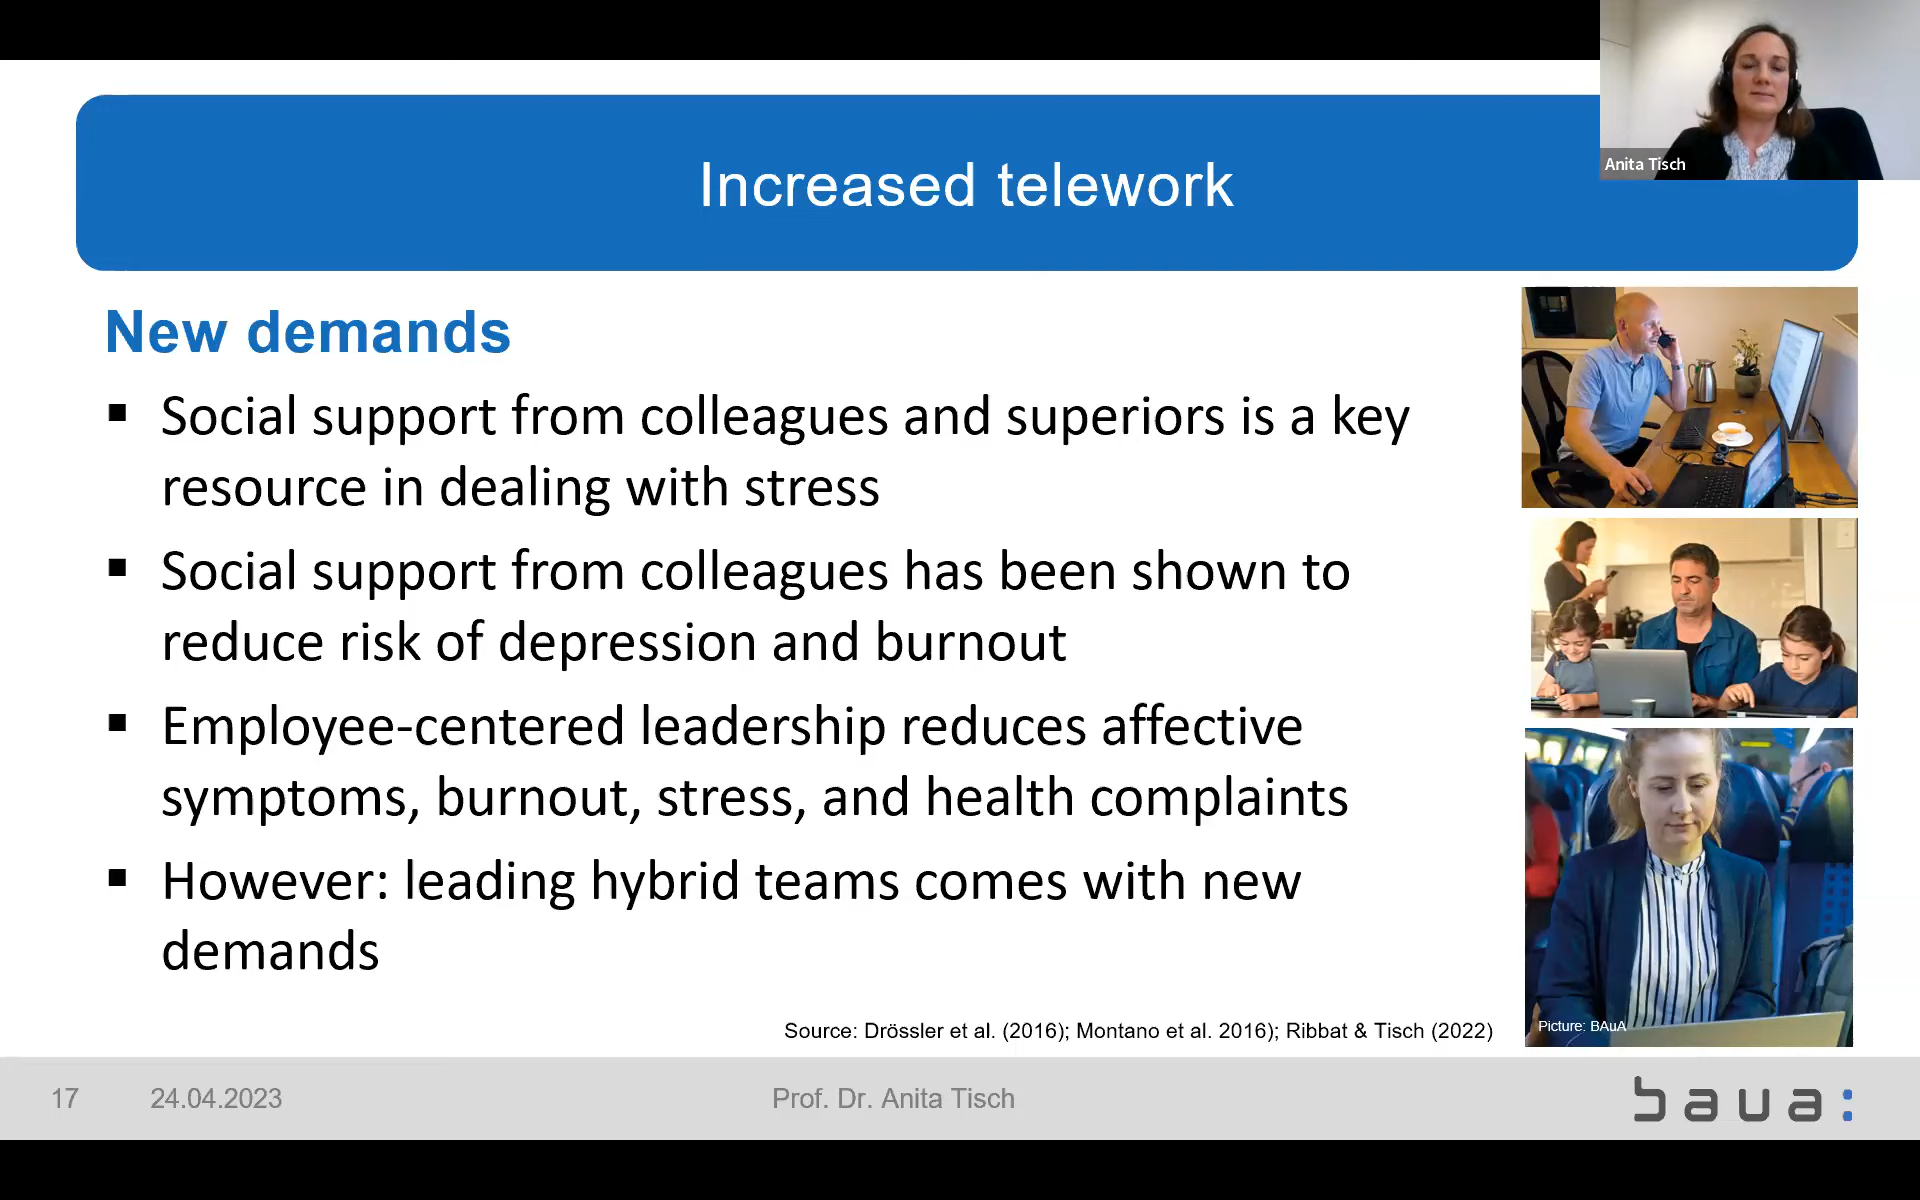 Anita Tisch
Increased telework
New demands
▪ Social support from colleagues and superiors is a key
resource in dealing with stress
▪ Social support from colleagues has been shown to
reduce risk of depression and burnout
▪ Employee-centered leadership reduces affective
symptoms, burnout, stress, and health complaints
▪ However: leading hybrid teams comes with new
demands
Source: Drössler et al. (2016); Montano et al. 2016); Ribbat & Tisch (2022)
Picture: BAuA
17 24.04.2023 Prof. Dr. Anita Tisch baua: